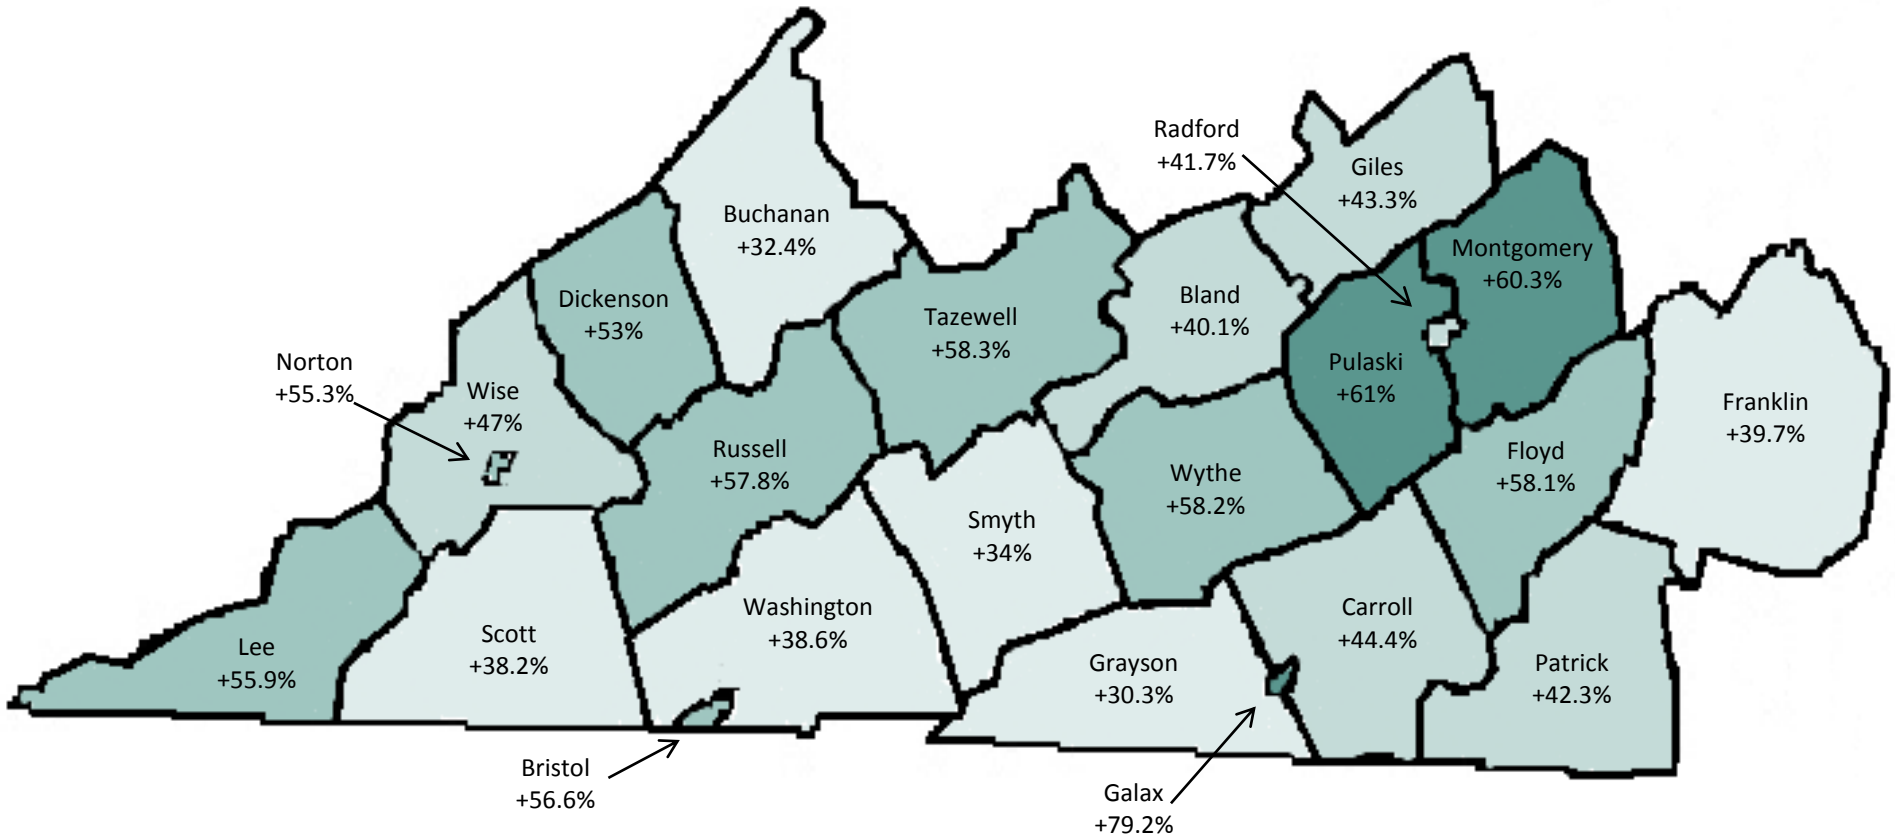 Radford
+41.7%
Giles
+43.3%
Buchanan
+32.4%
Montgomery
+60.3%
Dickenson
+53%
Bland
+40.1%
Tazewell
+58.3%
Norton
+55.3%
Wise
+47%
Pulaski
+61%
Franklin
+39.7%
Russell
+57.8%
Floyd
+58.1%
Wythe
+58.2%
Smyth
+34%
Washington
+38.6%
Carroll
+44.4%
Scott
+38.2%
Lee
+55.9%
Grayson
+30.3%
Patrick
+42.3%
Bristol
+56.6%
Galax
+79.2%